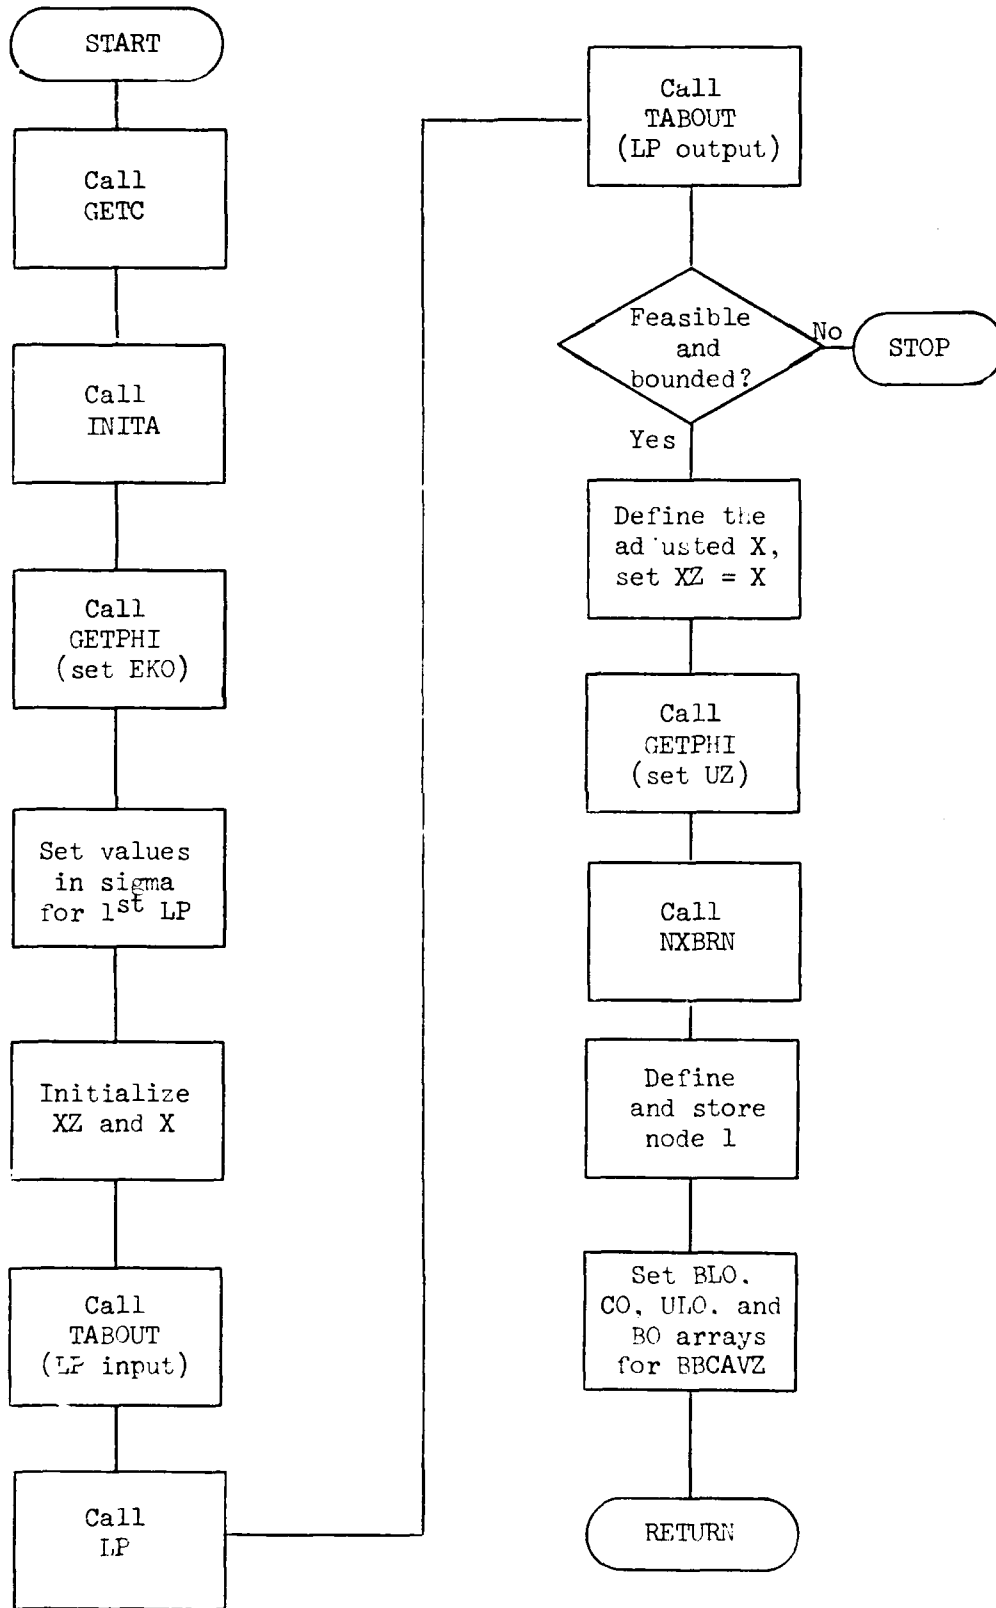 START
Call
GETC
Call
INITA
Call
GETPHI
(set EKO)
Set values
in sigma
for 1st LP
Initialize
XZ and X
Call
TABOUT
(LP input)
Call
LP
Call
TABOUT
(LP output)
Feasible
and
bounded?
No
STOP
Yes
Define the
adjusted X,
set XZ = X
Call
GETPHI
(set UZ)
Call
NXBRN
Define
and store
node 1
Set BLO.
CO, ULO. and
BO arrays
for BBCAVZ
RETURN